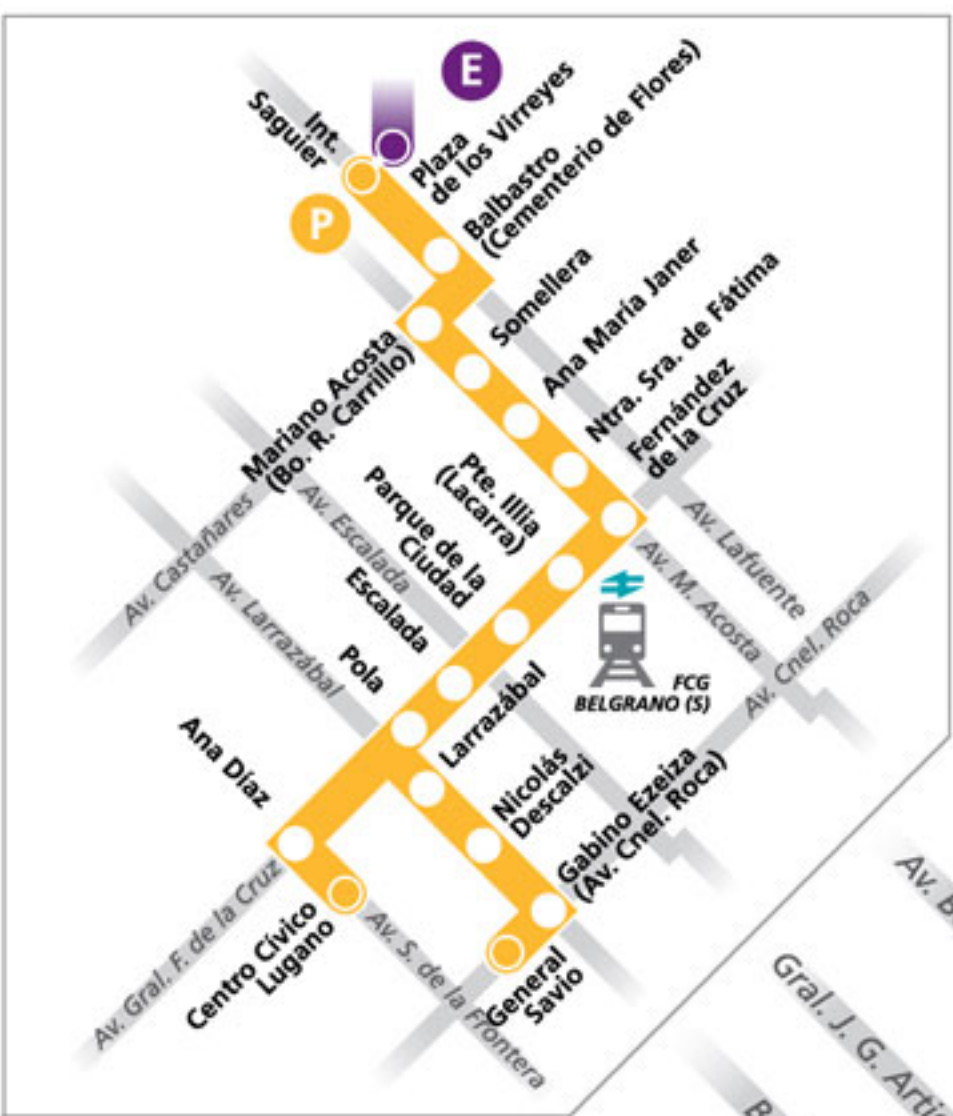 E
Int.
Saguier
Plaza
de los Virreyes
Balbastro
(Cementerio de Flores)
P
Somellera
Ana María Janer
Ntra. Sra. de Fátima
Fernández
de la Cruz
Mariano Acosta
(Bo. R. Carrillo)
Pte. Illia
(Lacarra)
Parque de la
Ciudad
Escalada
Pola
Av. Castañares
Av. Escalada
Av. Larrazábal
Av. Lafuente
Av. M. Acosta
Av. Cnel. Roca
FCG
BELGRANO (S)
Larrazábal
Ana Díaz
Nicolás
Descalzi
Gabino Ezeiza
(Av. Cnel. Roca)
Av. Gral. F. de la Cruz
Centro Cívico
Lugano
Av. S. de la Frontera
General
Savio
Av.
Gral. J. G.